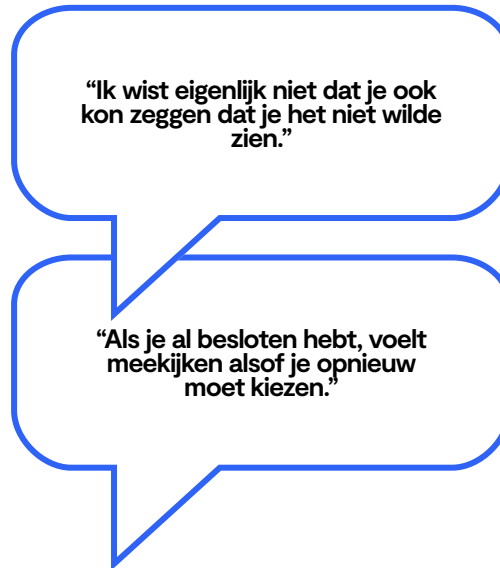 “Ik wist eigenlijk niet dat je ook
kon zeggen dat je het niet wilde
zien.”
“Als je al besloten hebt, voelt
meekijken alsof je opnieuw
moet kiezen.”